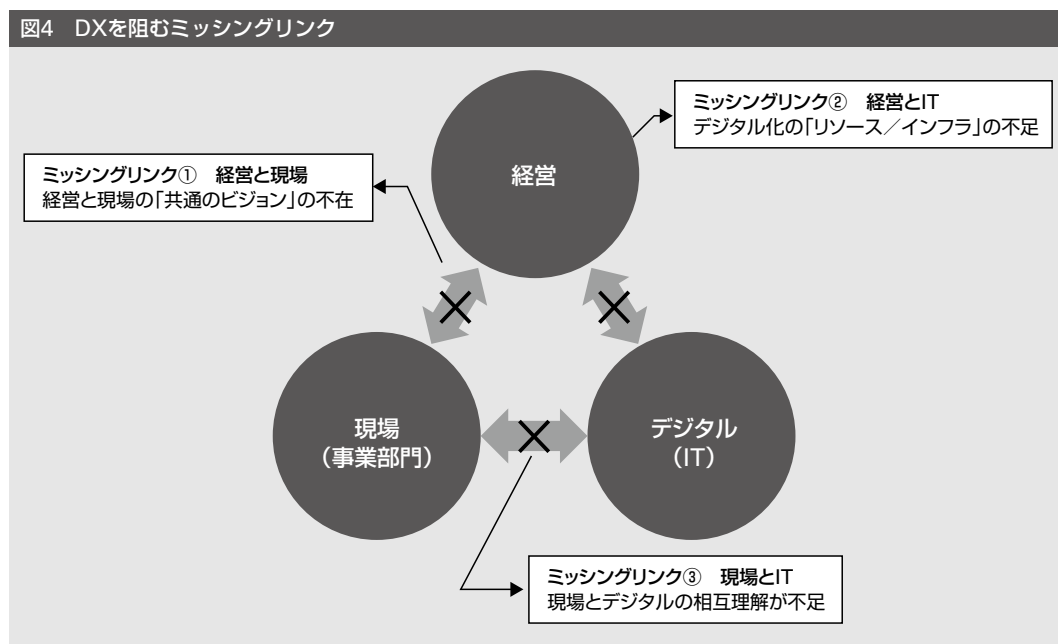 図4　DXを阻むミッシングリンク
ミッシングリンク②　経営とIT
デジタル化の「リソース／インフラ」の不足
ミッシングリンク①　経営と現場
経営と現場の「共通のビジョン」の不在
経営
現場
（事業部門）
デジタル
（IT）
ミッシングリンク③　現場とIT
現場とデジタルの相互理解が不足